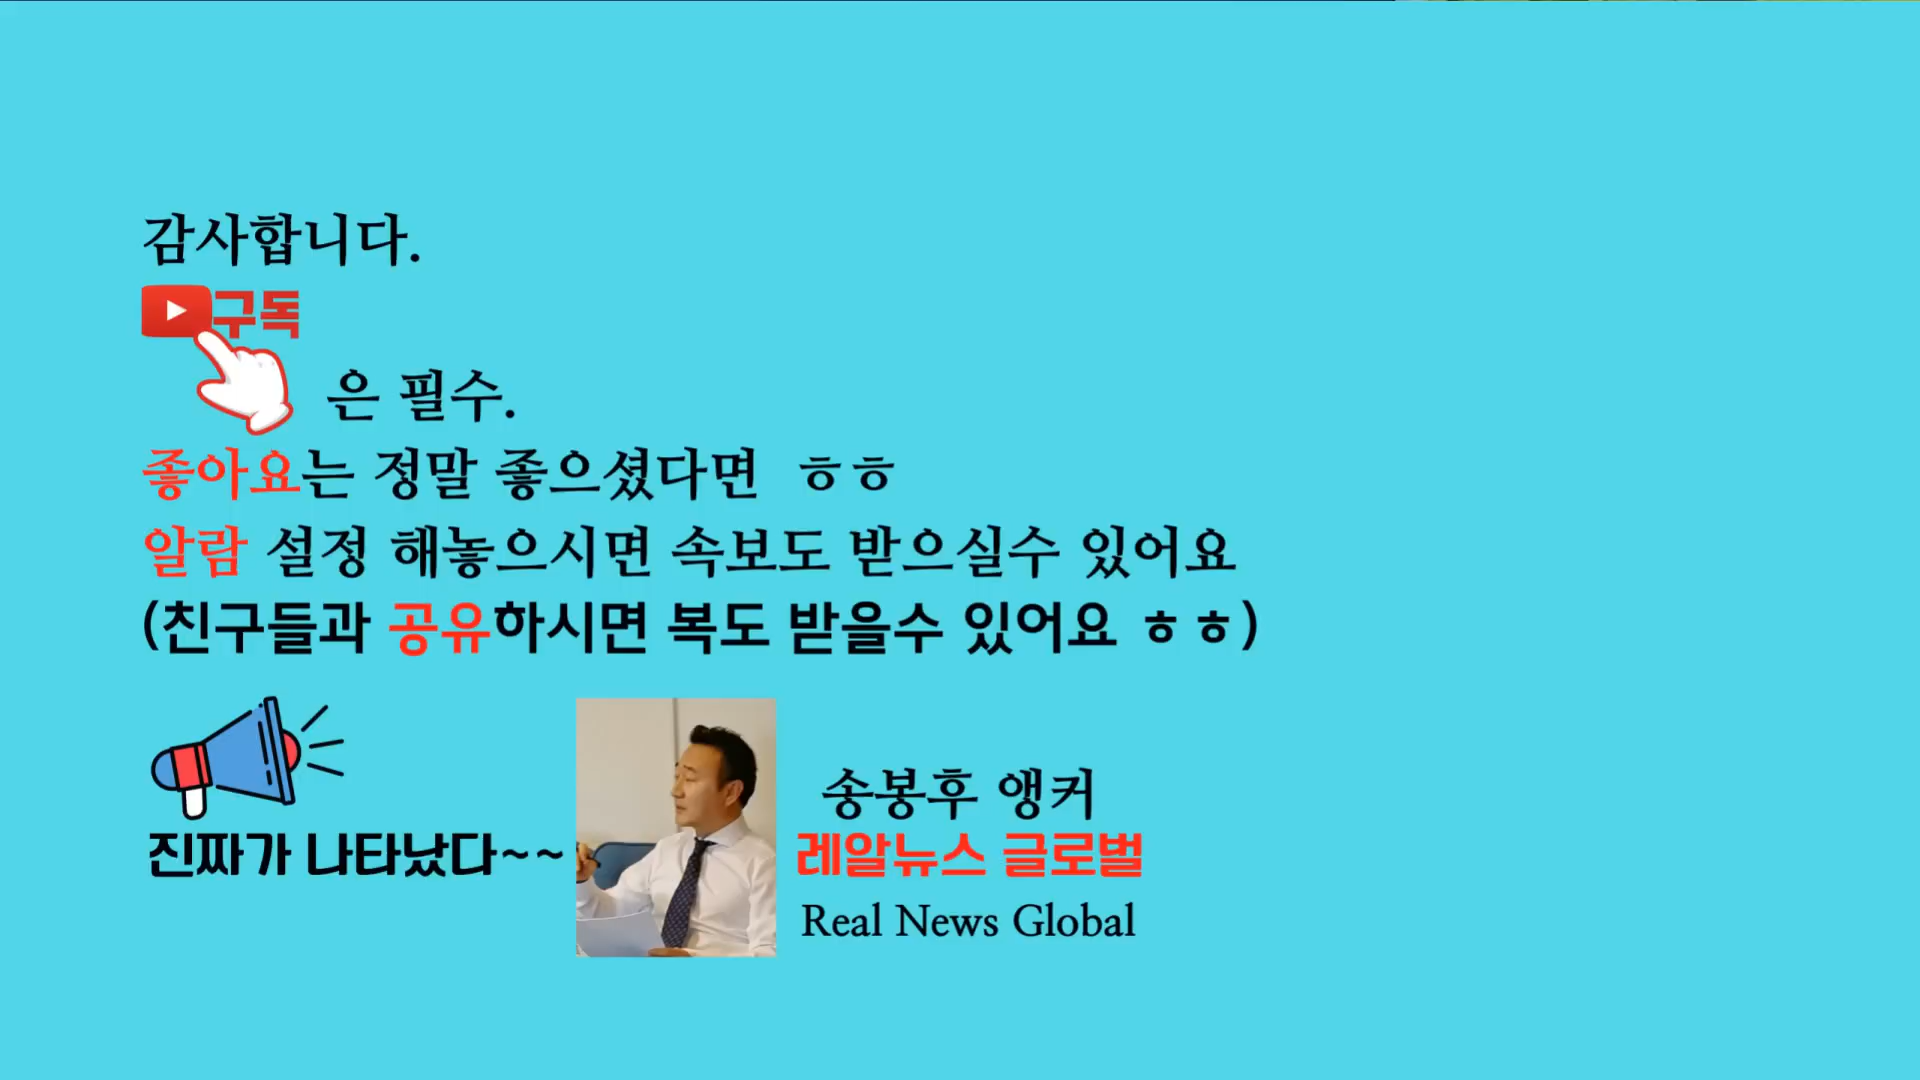 감사합니다.
구독
은 필수.
좋아요는 정말 좋으셨다면 ㅎㅎ
알람 설정 해놓으시면 속보도 받으실수 있어요
(친구들과 공유하시면 복도 받을수 있어요 ㅎㅎ)
진짜가 나타났다~~
송봉후 앵커
레알뉴스 글로벌
Real News Global